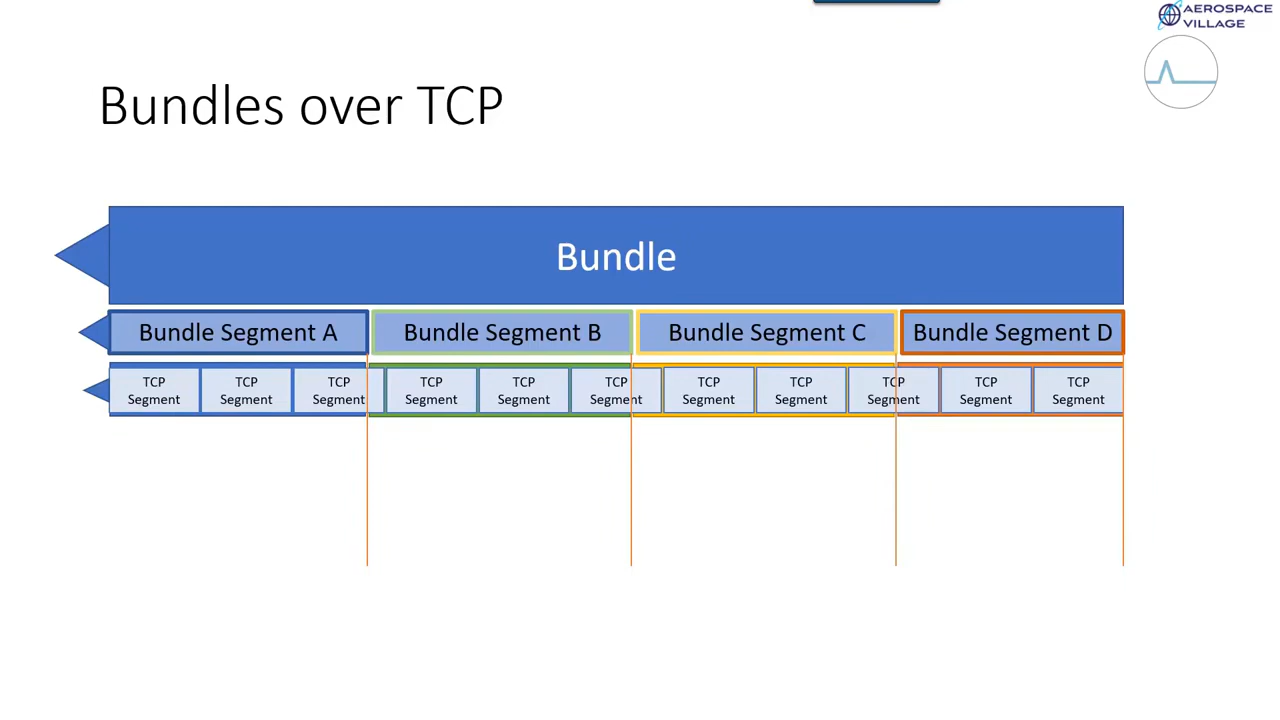 AEROSPACE
VILLAGE
Bundles over TCP
Bundle
Bundle Segment A
Bundle Segment B
Bundle Segment C
Bundle Segment D
TCP
Segment
TCP
Segment
TCP
Segment
TCP
Segment
TCP
Segment
TCP
Segment
TCP
Segment
TCP
Segment
TCP
Segment
TCP
Segment
TCP
Segment